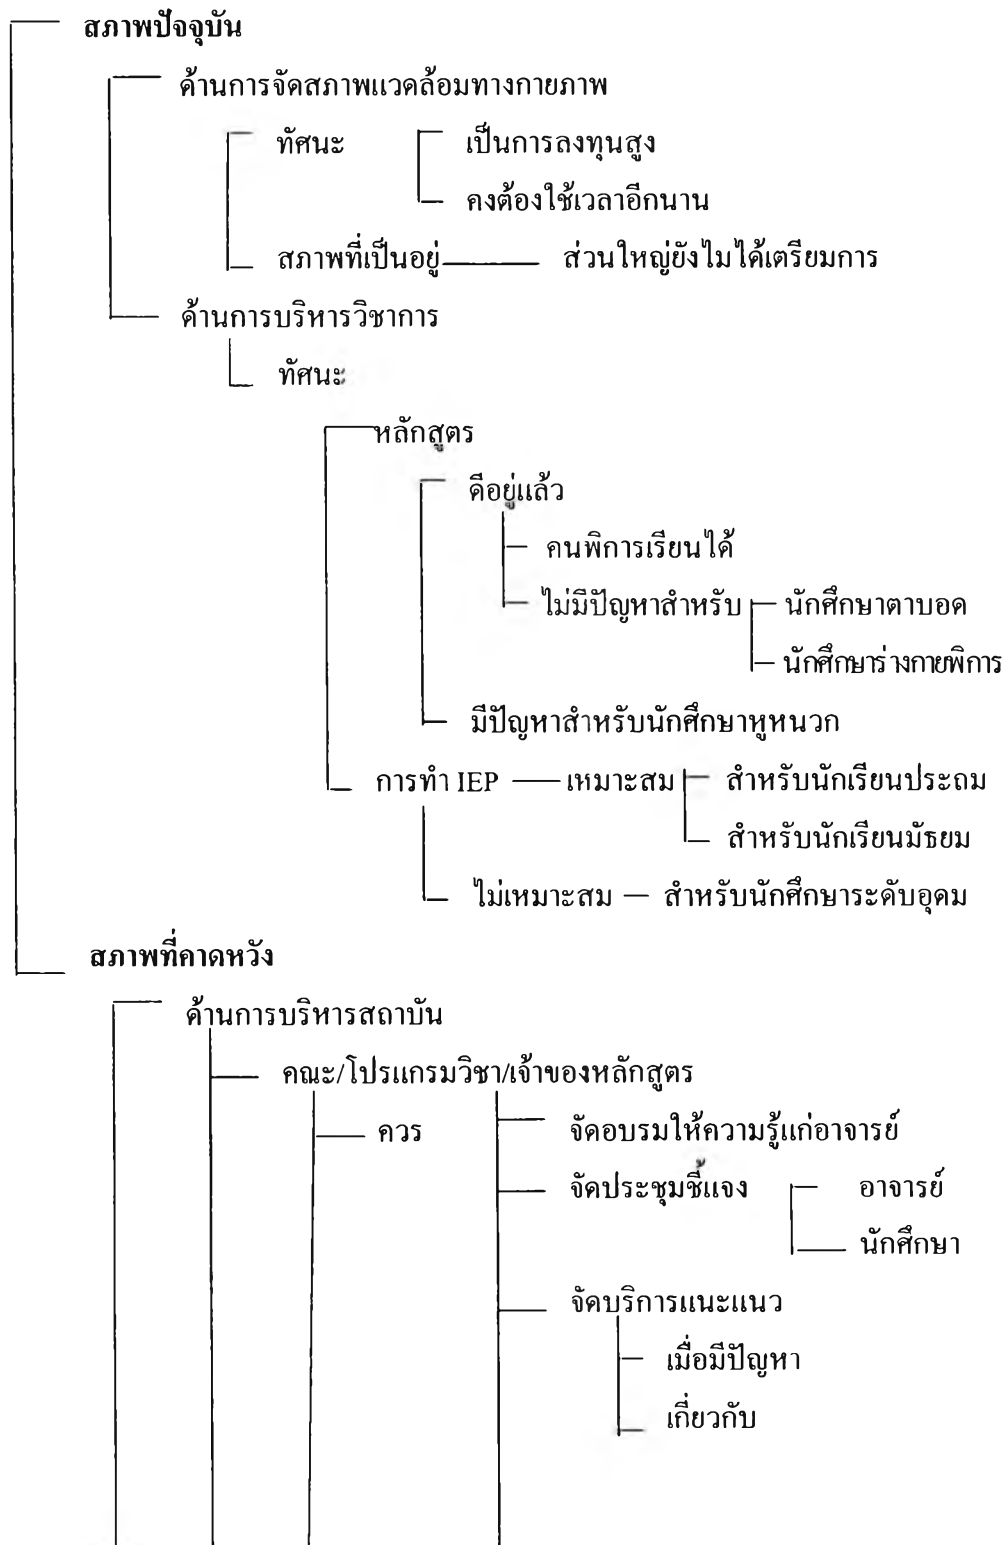 สภาพปัจจุบัน
ด้านการจัดสภาพแวดล้อมทางกายภาพ
ทัศนะ เป็นการลงทุนสูง
คงต้องใช้เวลาอีกนาน
สภาพที่เป็นอยู่ ส่วนใหญ่ยังไมได้เตรียมการ
ด้านการบริหารวิชาการ
ทัศนะ
หลักสูตร
ดีอยู่แล้ว
คนพิการเรียนได้
ไม่มีปัญหาสำหรับ นักศึกษาตาบอด
นักศึกษาร่างกายพิการ
มีปัญหาสำหรับนักศึกษาหูหนวก
การทำ IEP เหมาะสม สำหรับนักเรียนประถม
สำหรับนักเรียนมัธยม
ไม่เหมาะสม — สำหรับนักศึกษาระดับอุดม
สภาพที่คาดหวัง
ด้านการบริหารสถาบัน
คณะ/โปรแกรมวิชา/เจ้าของหลักสูตร
ควร จัดอบรมให้ความรู้แก่อาจารย์
จัดประชุมชี้แจง อาจารย์
นักศึกษา
จัดบริการแนะแนว
เมื่อมีปัญหา
เกี่ยวกับ